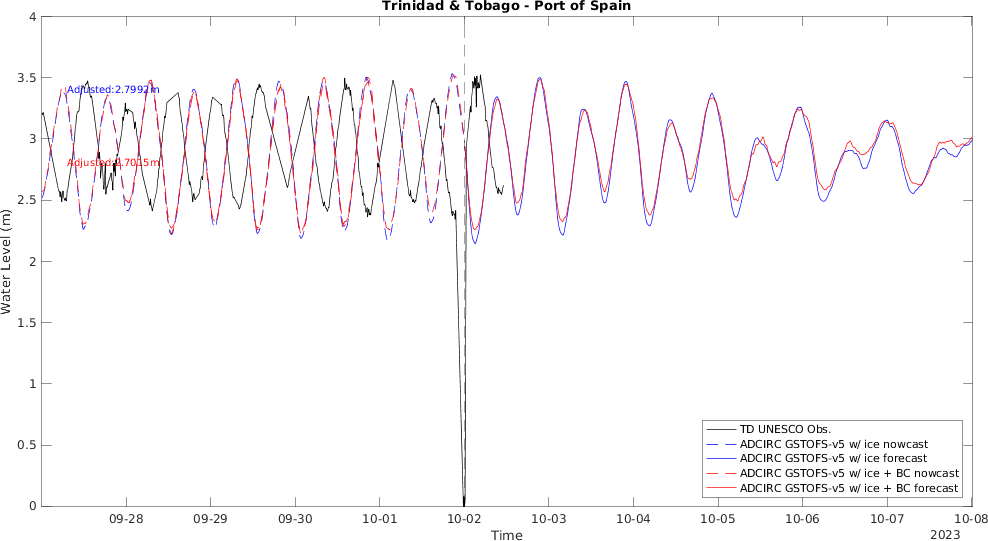 Trinidad & Tobago - Port of Spain
4
3.5
3
2.5
2
1.5
1
0.5
0
Water Level (m)
Adjusted:2.7992m
Adjusted:2.7015m
TD UNESCO Obs.
ADCIRC GSTOFS-v5 w/ ice nowcast
ADCIRC GSTOFS-v5 w/ ice forecast
ADCIRC GSTOFS-v5 w/ ice + BC nowcast
ADCIRC GSTOFS-v5 w/ ice + BC forecast
09-28 09-29 09-30 10-01 10-02 10-03 10-04 10-05 10-06 10-07 10-08
Time
2023